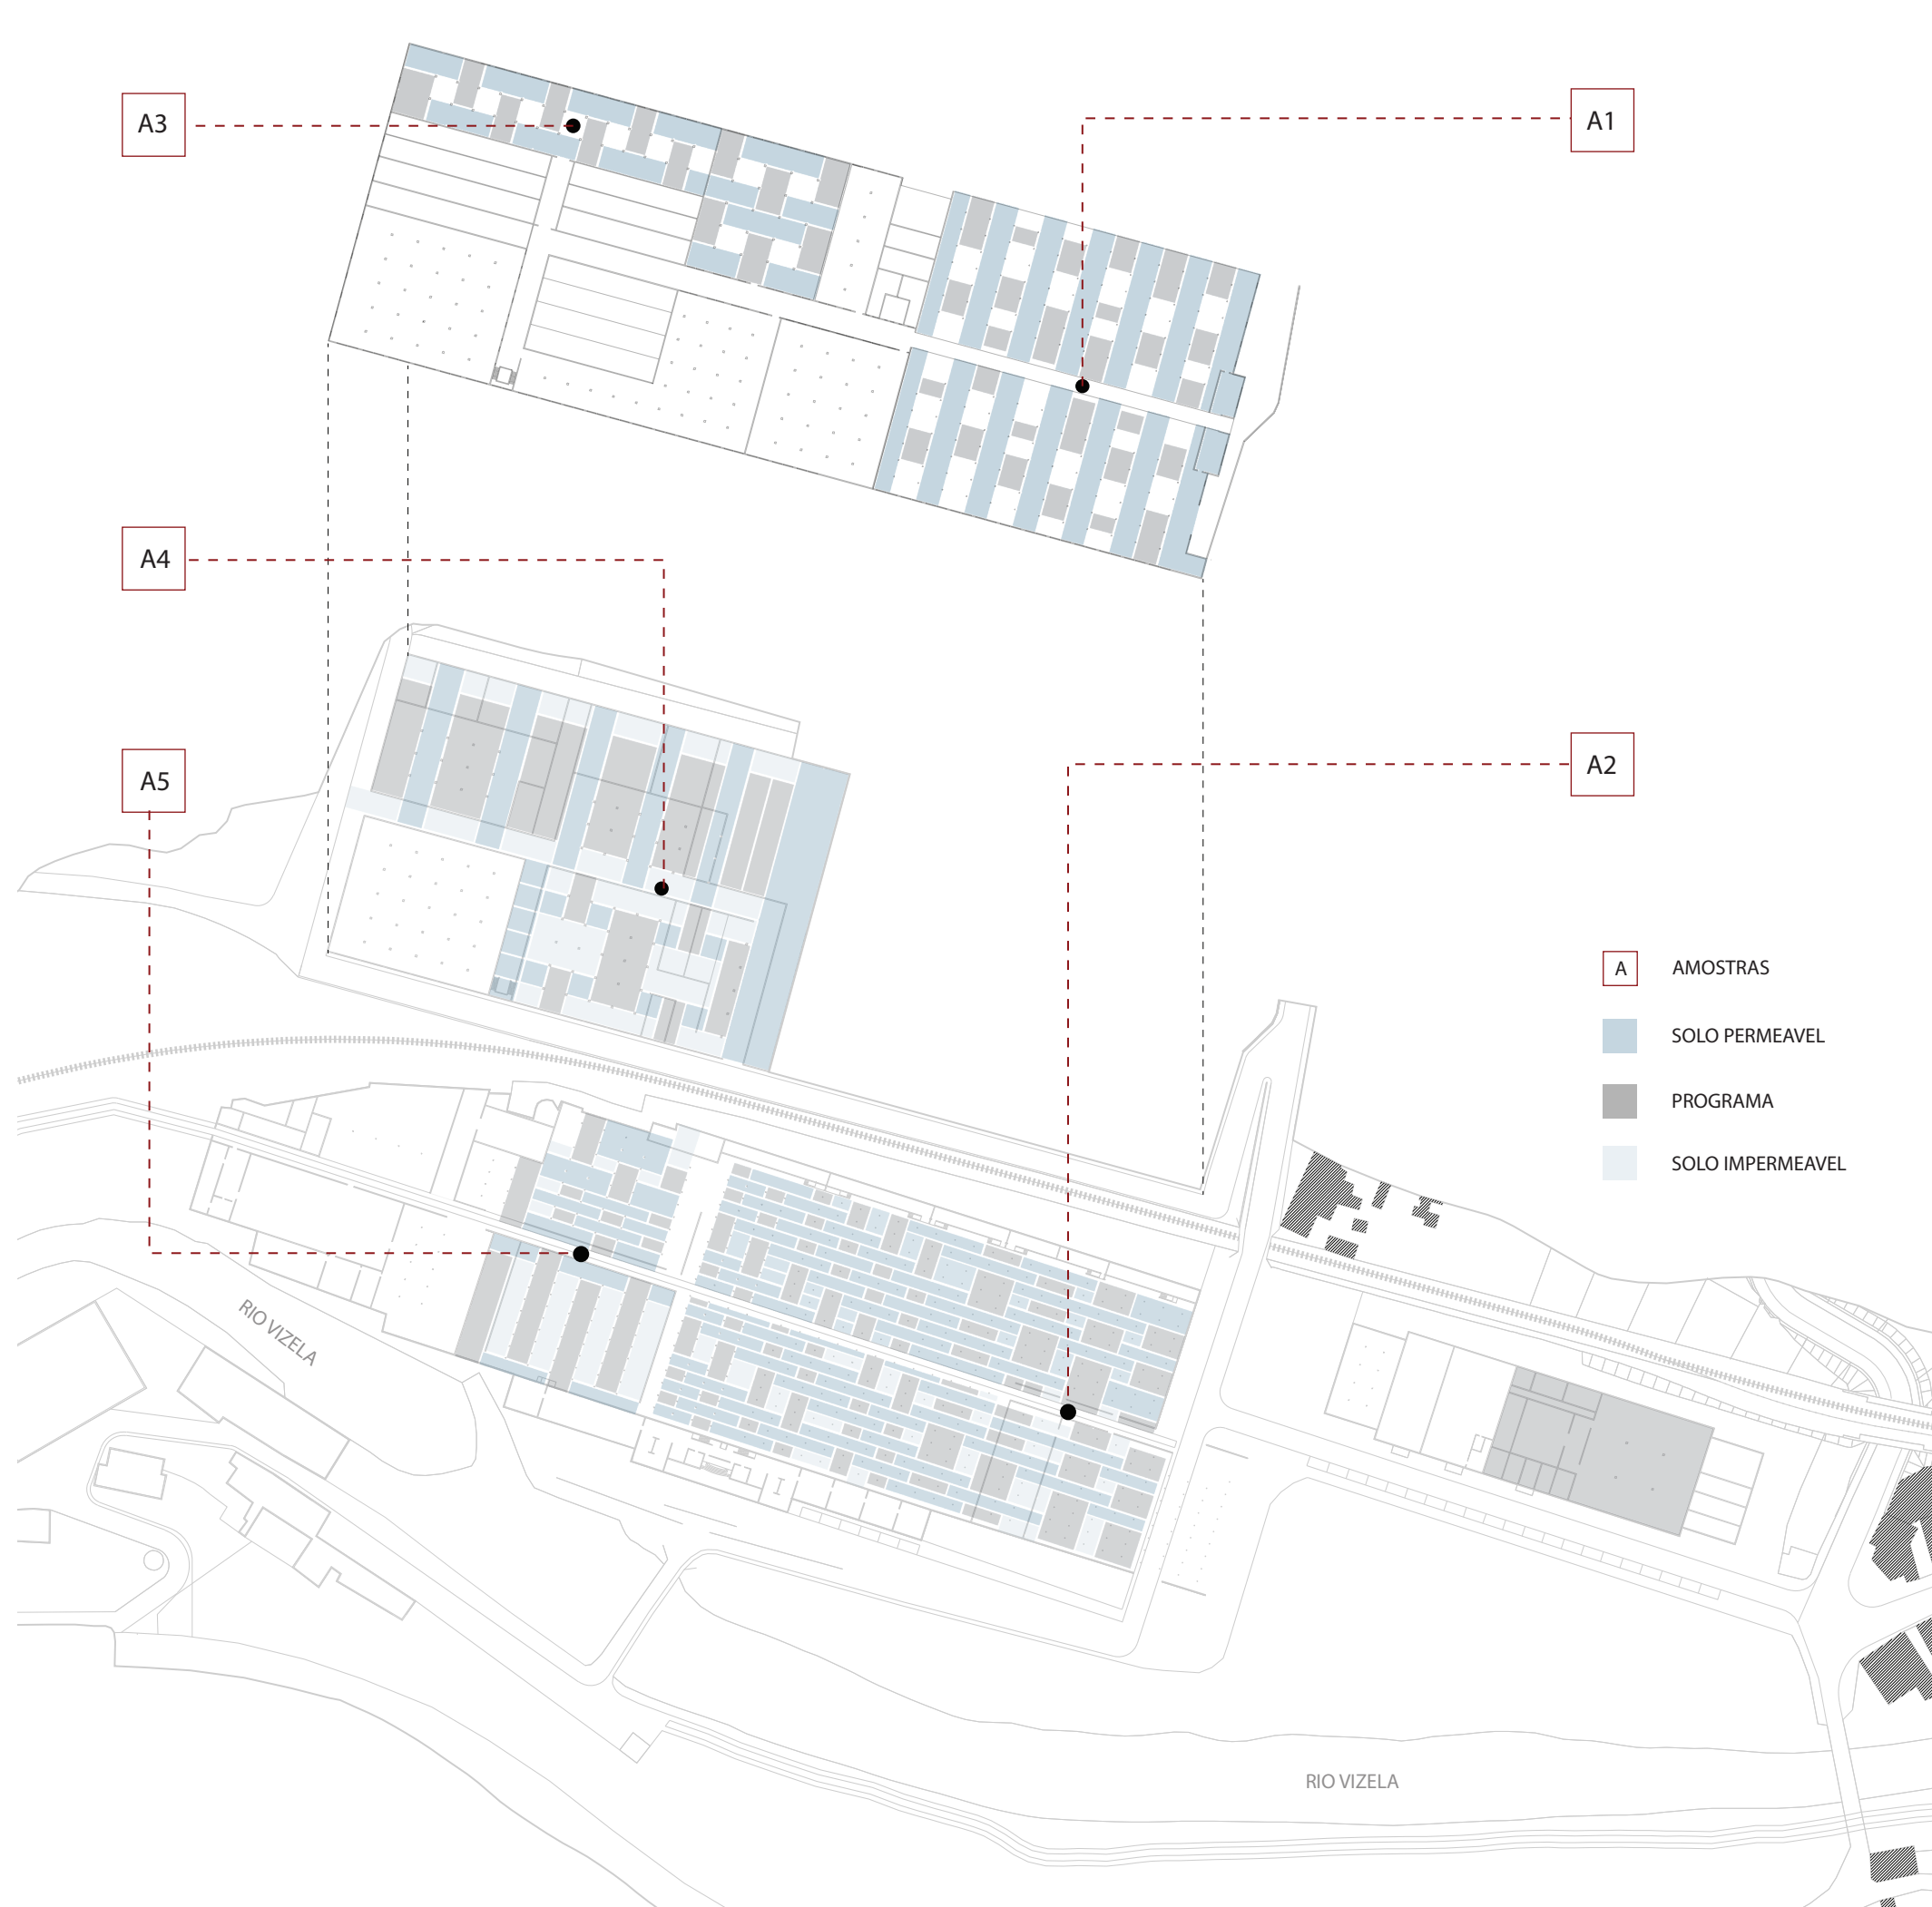 A3
A1
A4
A2
A5
A AMOSTRAS
SOLO PERMEAVEL
PROGRAMA
SOLO IMPERMEAVEL
RIO VIZELA
RIO VIZELA